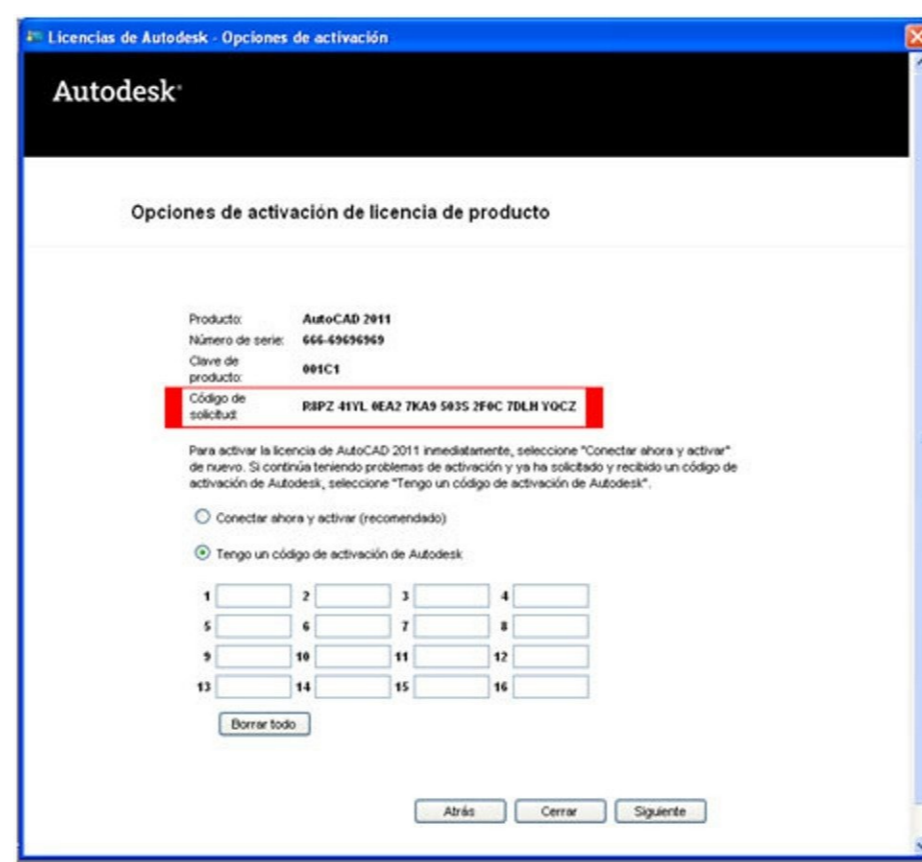 Licencias de Autodesk - Opciones de activación
Autodesk
Opciones de activación de licencia de producto
Producto: AutoCAD 2011
Número de serie: 666-69696969
Clave de
producto: 001C1
Código de
solicitud: R8PZ 41YL 0EA2 7KA9 503S 2F0C 7DLH YQCZ
Para activar la licencia de AutoCAD 2011 inmediatamente, seleccione "Conectar ahora y activar"
de nuevo. Si continúa teniendo problemas de activación y ya ha solicitado y recibido un código de
activación de Autodesk, seleccione "Tengo un código de activación de Autodesk".
Conectar ahora y activar (recomendado)
Tengo un código de activación de Autodesk
1 2 3 4
5 6 7 8
9 10 11 12
13 14 15 16
Borrar todo
Atrás Cerrar Siguiente